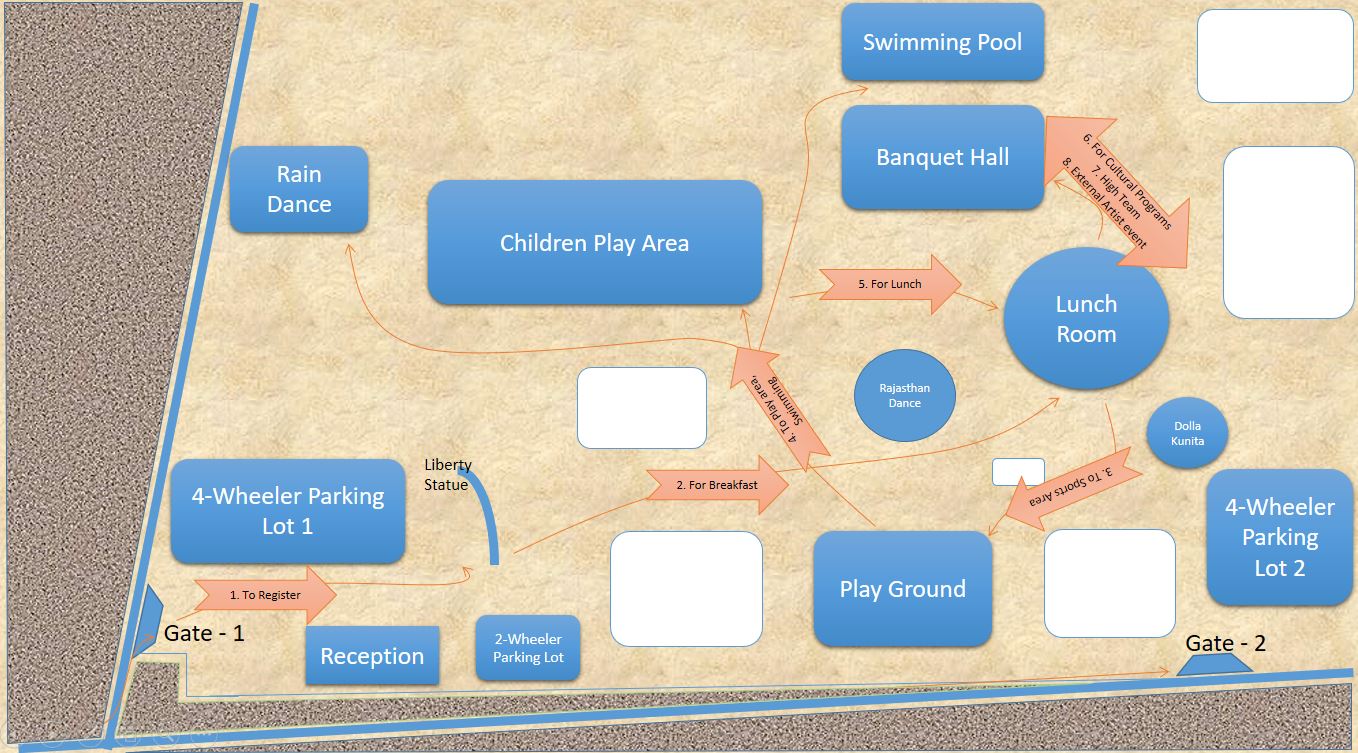 Swimming Pool
Banquet Hall
6. For Cultural Programs
7. High Team
8. External Artist event
Rain
Dance
Children Play Area
5. For Lunch
Lunch
Room
4. To Play area,
Swimming
Rajasthan
Dance
Dolla
Kunita
Liberty
Statue
4-Wheeler Parking
Lot 1
2. For Breakfast
3. To Sports Area
4-Wheeler
Parking
Lot 2
1. To Register
Play Ground
Gate - 1
Reception
2-Wheeler
Parking Lot
Gate - 2